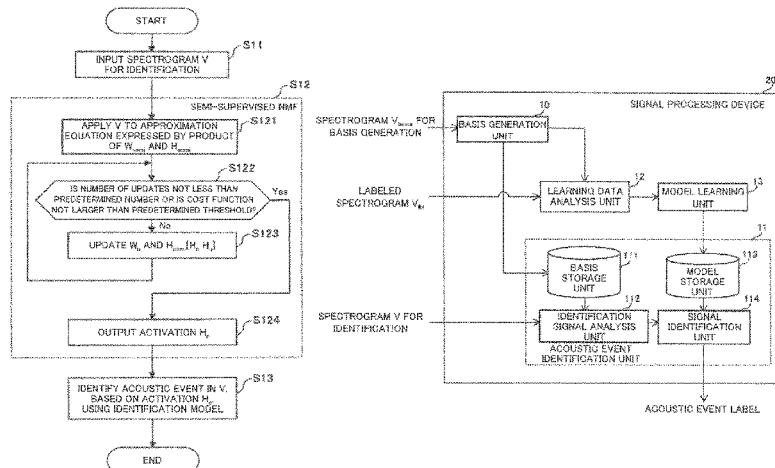 START
S11
INPUT SPECTROGRAM V
FOR IDENTIFICATION
S12
SEMI-SUPERVISED NMF
S121
APPLY V TO APPROXIMATION
EQUATION EXPRESSED BY PRODUCT
OF W AND H
S122
IS NUMBER OF UPDATES NOT LESS THAN
PREDETERMINED NUMBER OR IS COST FUNCTION
NOT LARGER THAN PREDETERMINED THRESHOLD?
Yes
No
S123
UPDATE W AND H
S124
OUTPUT ACTIVATION H
S13
IDENTIFY ACOUSTIC EVENT IN V,
BASED ON ACTIVATION H
USING IDENTIFICATION MODEL
END
20
SIGNAL PROCESSING DEVICE
SPECTROGRAM V FOR
BASIS GENERATION
10
BASIS GENERATION
UNIT
LABELED
SPECTROGRAM V
LEARNING DATA
ANALYSIS UNIT
12
MODEL LEARNING
UNIT
13
11
BASIS
STORAGE
UNIT
111
MODEL
STORAGE
UNIT
113
SPECTROGRAM V FOR
IDENTIFICATION
112
IDENTIFICATION
SIGNAL ANALYSIS
UNIT
114
SIGNAL
IDENTIFICATION
UNIT
ACOUSTIC EVENT
IDENTIFICATION UNIT
ACOUSTIC EVENT LABEL